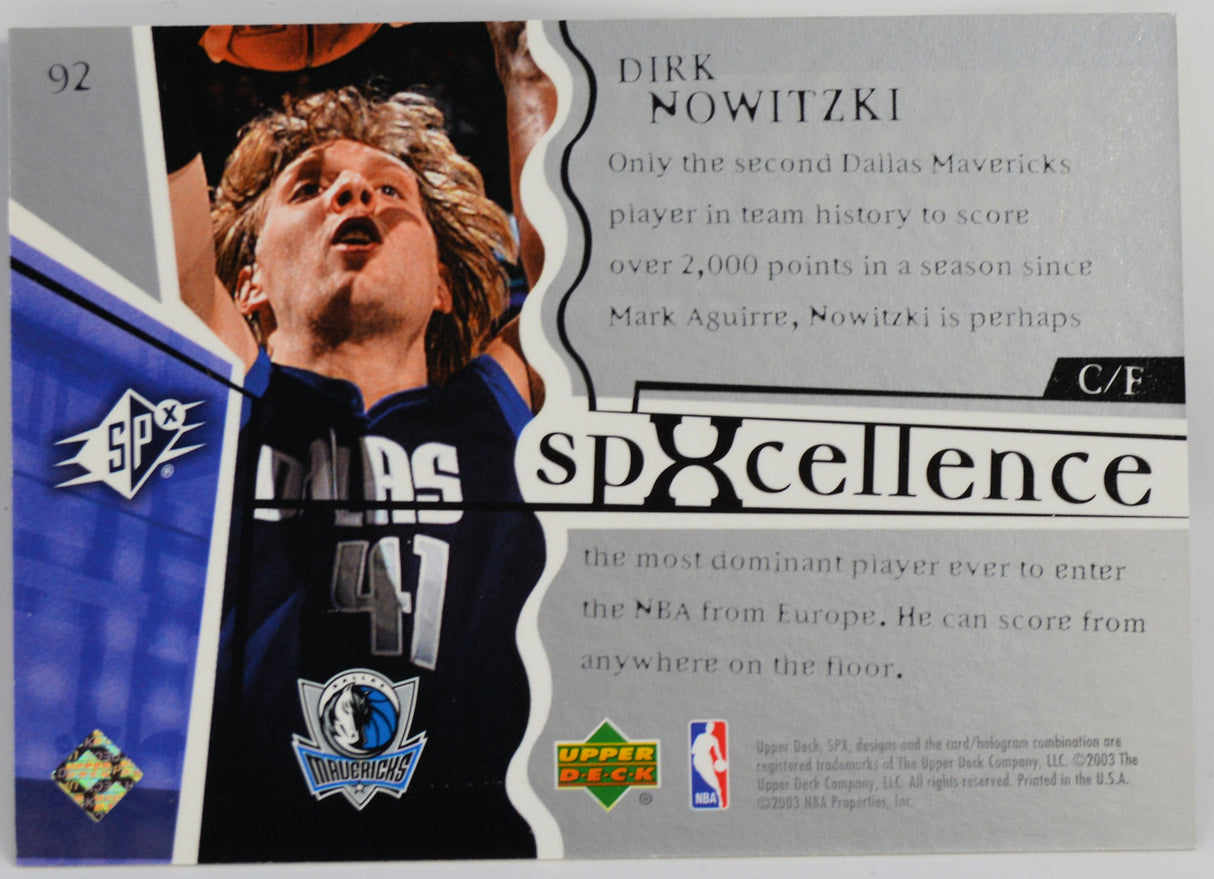 92
DIRK
NOWITZKI
Only the second Dallas Mavericks
player in team history to score
over 2,000 points in a season since
Mark Aguirre, Nowitzki is perhaps
C/F
spXcellence
SPx
®
the most dominant player ever to enter
the NBA from Europe. He can score from
anywhere on the floor.
DALLAS
41
DALLAS
MAVERICKS
UPPER
D·E·C·K
®
NBA
Upper Deck, SPX, designs and the card/hologram combination are
registered trademarks of The Upper Deck Company, LLC. ©2003 The
Upper Deck Company, LLC. All rights reserved. Printed in the U.S.A.
©2003 NBA Properties, Inc.